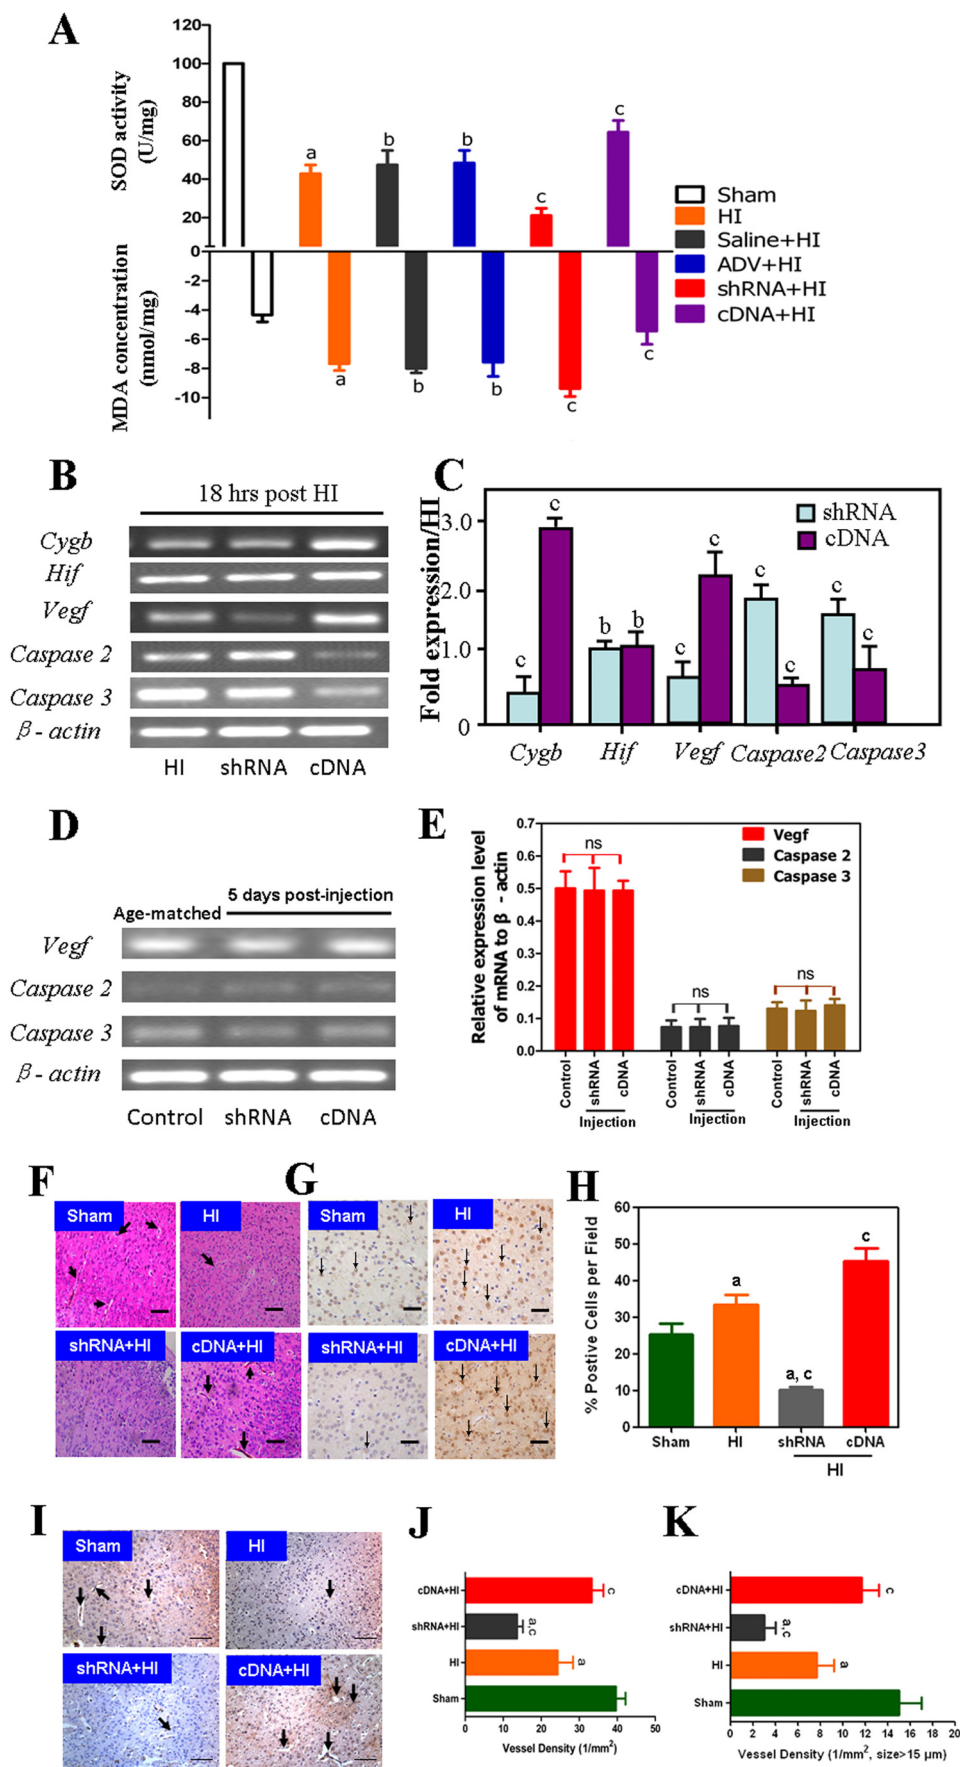 A
120
100
80
60
40
20
0
-2
-4
-6
-8
-10
SOD activity
(U/mg)
MDA concentration
(nmol/mg)
a
b
b
c
c
a
b
b
c
c
Sham
HI
Saline+HI
ADV+HI
shRNA+HI
cDNA+HI
B
18 hrs post HI
Cygb
Hif
Vegf
Caspase 2
Caspase 3
β- actin
HI shRNA cDNA
C
Fold expression/HI
3.0
2.0
1.0
0
c
c
b b
c
c
c
c
c
c
shRNA
cDNA
Cygb Hif Vegf Caspase2 Caspase3
D
5 days post-injection
Age-matched
Vegf
Caspase 2
Caspase 3
β- actin
Control shRNA cDNA
E
Relative expression level
of mRNA to β - actin
0.7
0.6
0.5
0.4
0.3
0.2
0.1
0.0
ns
ns
ns
Vegf
Caspase 2
Caspase 3
Control shRNA cDNA
Control shRNA cDNA
Control shRNA cDNA
Injection Injection Injection
F
Sham HI
shRNA+HI cDNA+HI
G
Sham HI
shRNA+HI cDNA+HI
H
% Postive Cells per Field
60
50
40
30
20
10
0
a
a, c
c
Sham HI shRNA cDNA
HI
I
Sham HI
shRNA+HI cDNA+HI
J
cDNA+HI c
shRNA+HI a,c
HI a
Sham
0 10 20 30 40 50
Vessel Density (1/mm²)
K
cDNA+HI c
shRNA+HI a,c
HI a
Sham
0 2 4 6 8 10 12 14 16 18 20
Vessel Density (1/mm², size>15 μm)